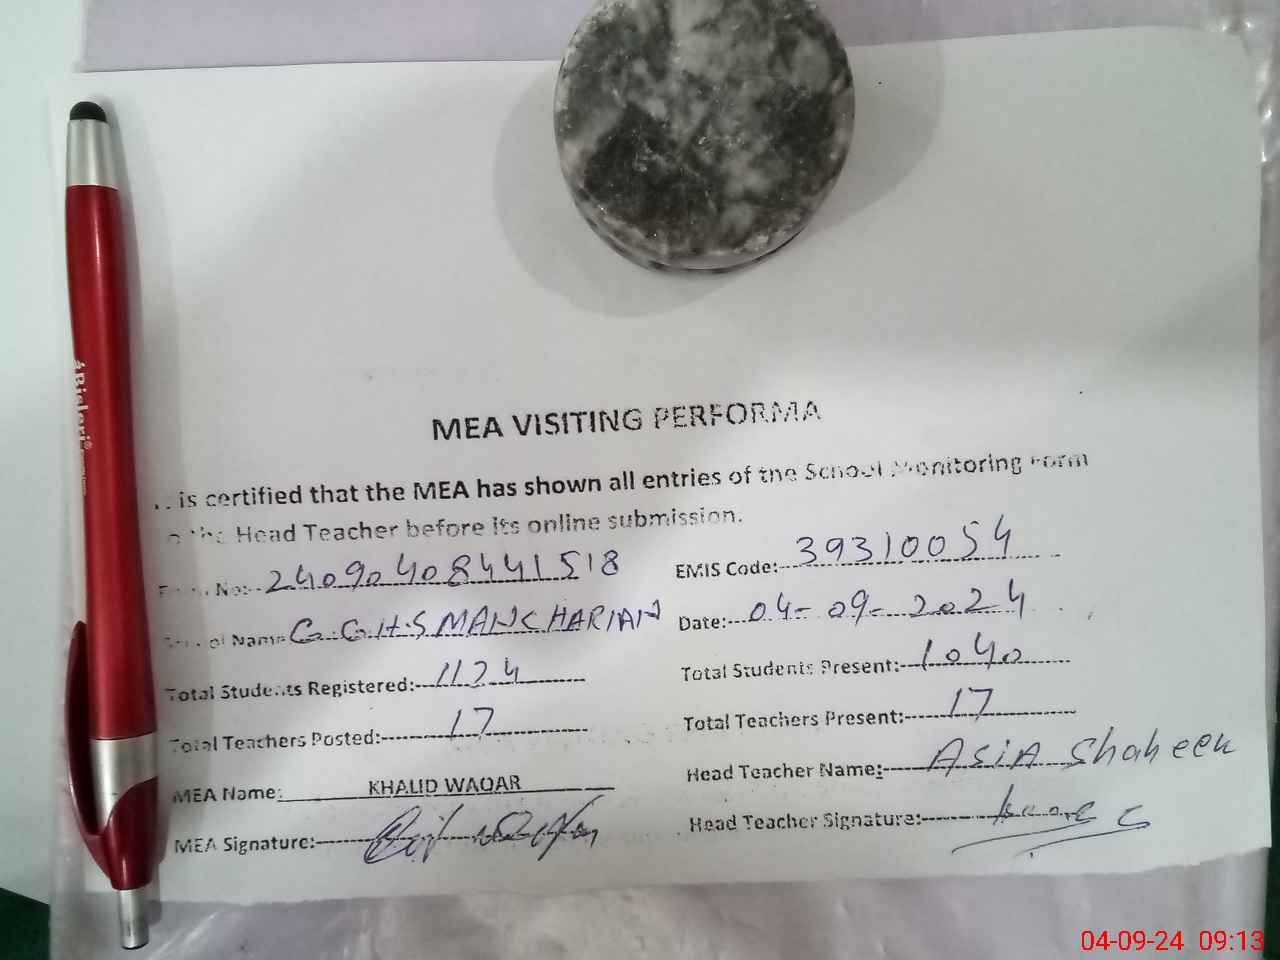 MEA VISITING PERFORMA
is certified that the MEA has shown all entries of the School Monitoring Form
the Head Teacher before its online submission.
No:- 240904084441518 EMIS Code:- 39310054
Name G.G.H.S MANCHARIAN Date:- 04-09-2024
Total Students Registered:- 1124 Total Students Present:- 1040
Total Teachers Posted:- 17 Total Teachers Present:- 17
MEA Name: KHALID WAQAR Head Teacher Name:- ASIA Shaheen
MEA Signature:- Head Teacher Signature:-
04-09-24 09:13